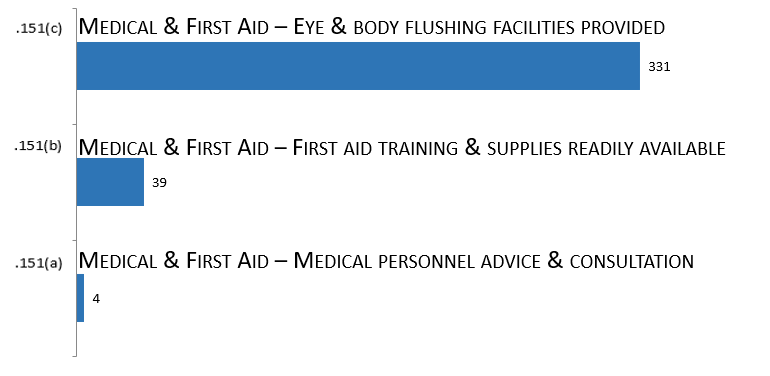 .151(c) Medical & First Aid – Eye & body flushing facilities provided
331
.151(b) Medical & First Aid – First aid training & supplies readily available
39
.151(a) Medical & First Aid – Medical personnel advice & consultation
4